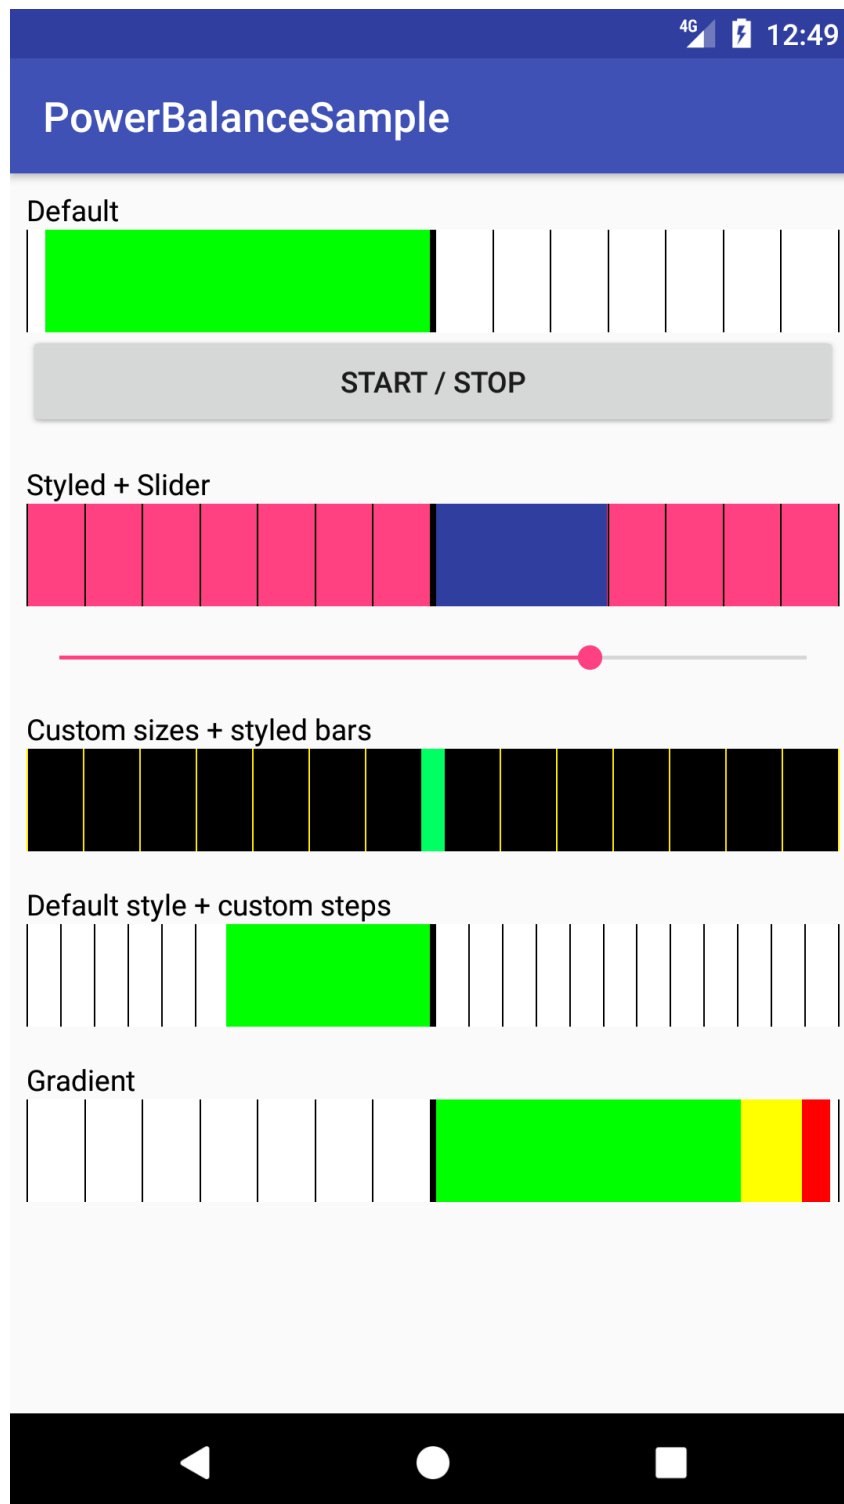 4G 12:49
PowerBalanceSample
Default
START / STOP
Styled + Slider
Custom sizes + styled bars
Default style + custom steps
Gradient